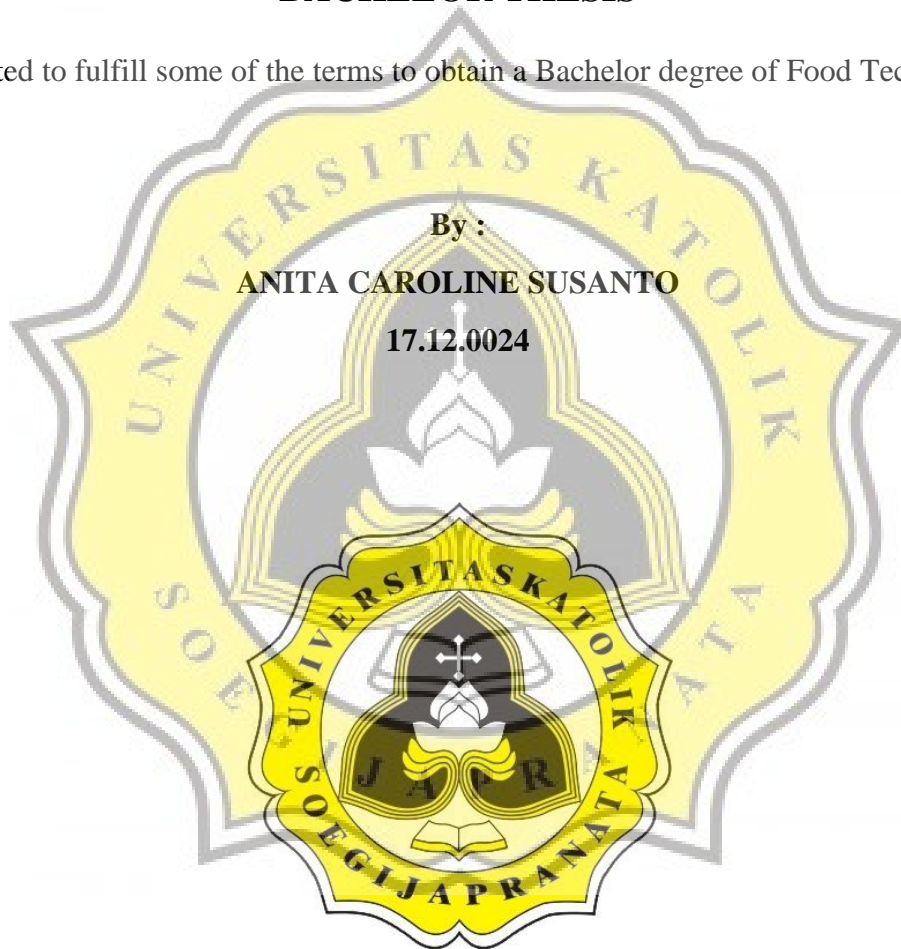 BACHELOR THESIS
ted to fulfill some of the terms to obtain a Bachelor degree of Food Tec
By :
ANITA CAROLINE SUSANTO
17.12.0024
UNIVERSITAS KATOLIK
SOEGIJAPRANATA
UNIVERSITAS KATOLIK
SOEGIJAPRANATA